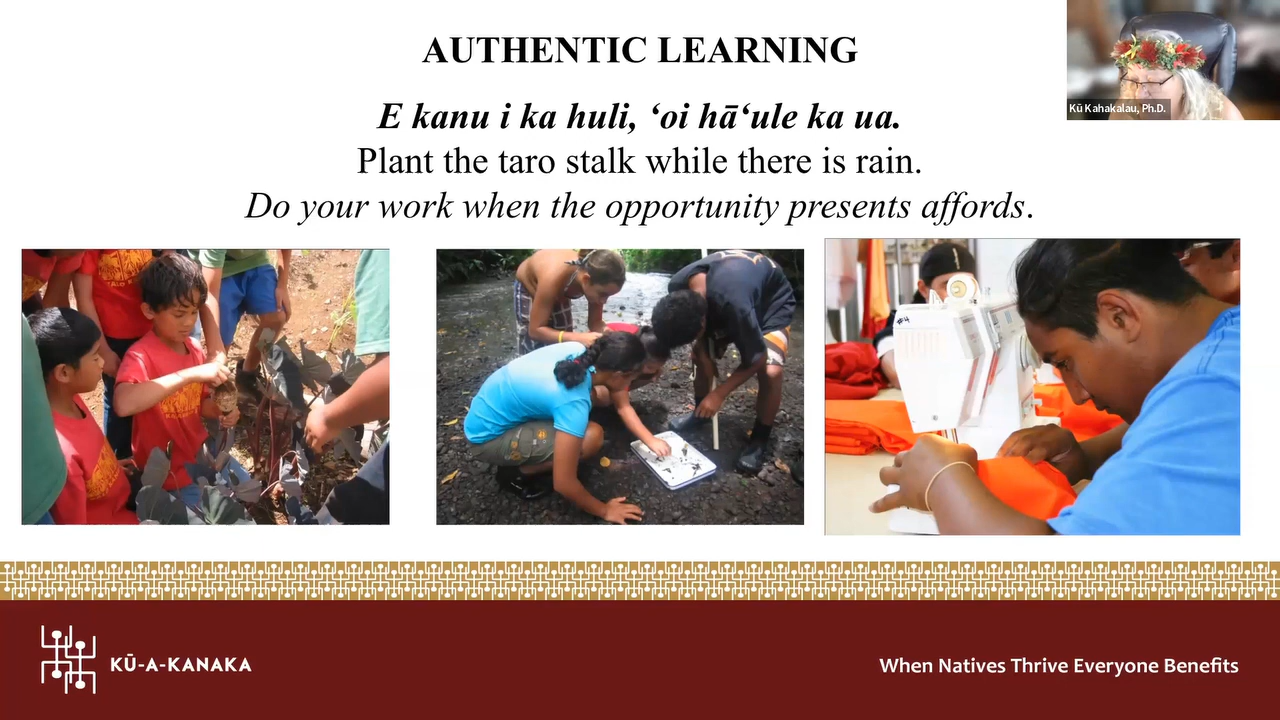 AUTHENTIC LEARNING
E kanu i ka huli, ʻoi hāʻule ka ua.
Plant the taro stalk while there is rain.
Do your work when the opportunity presents affords.
Kū Kahakalau, Ph.D.
#4
KŪ-A-KANAKA
When Natives Thrive Everyone Benefits